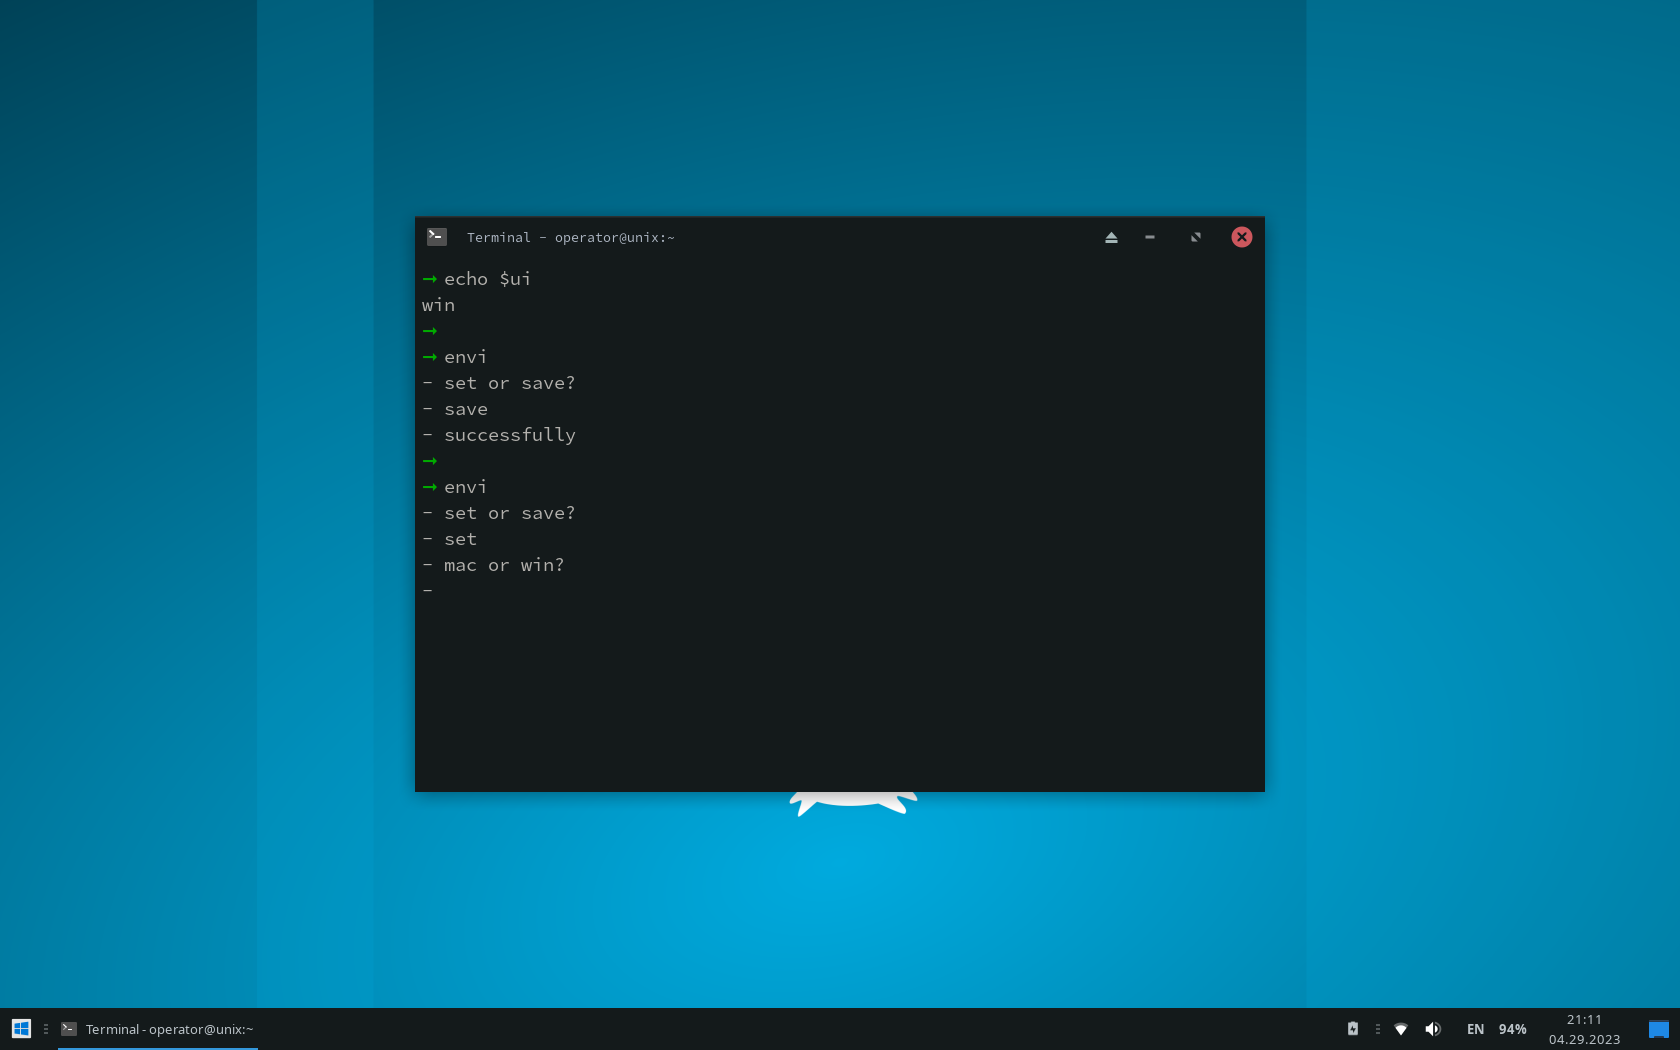 Terminal - operator@unix:~
→ echo $ui
win
→
→ envi
- set or save?
- save
- successfully
→
→ envi
- set or save?
- set
- mac or win?
-
Terminal - operator@unix:~
EN 94%
21:11
04.29.2023